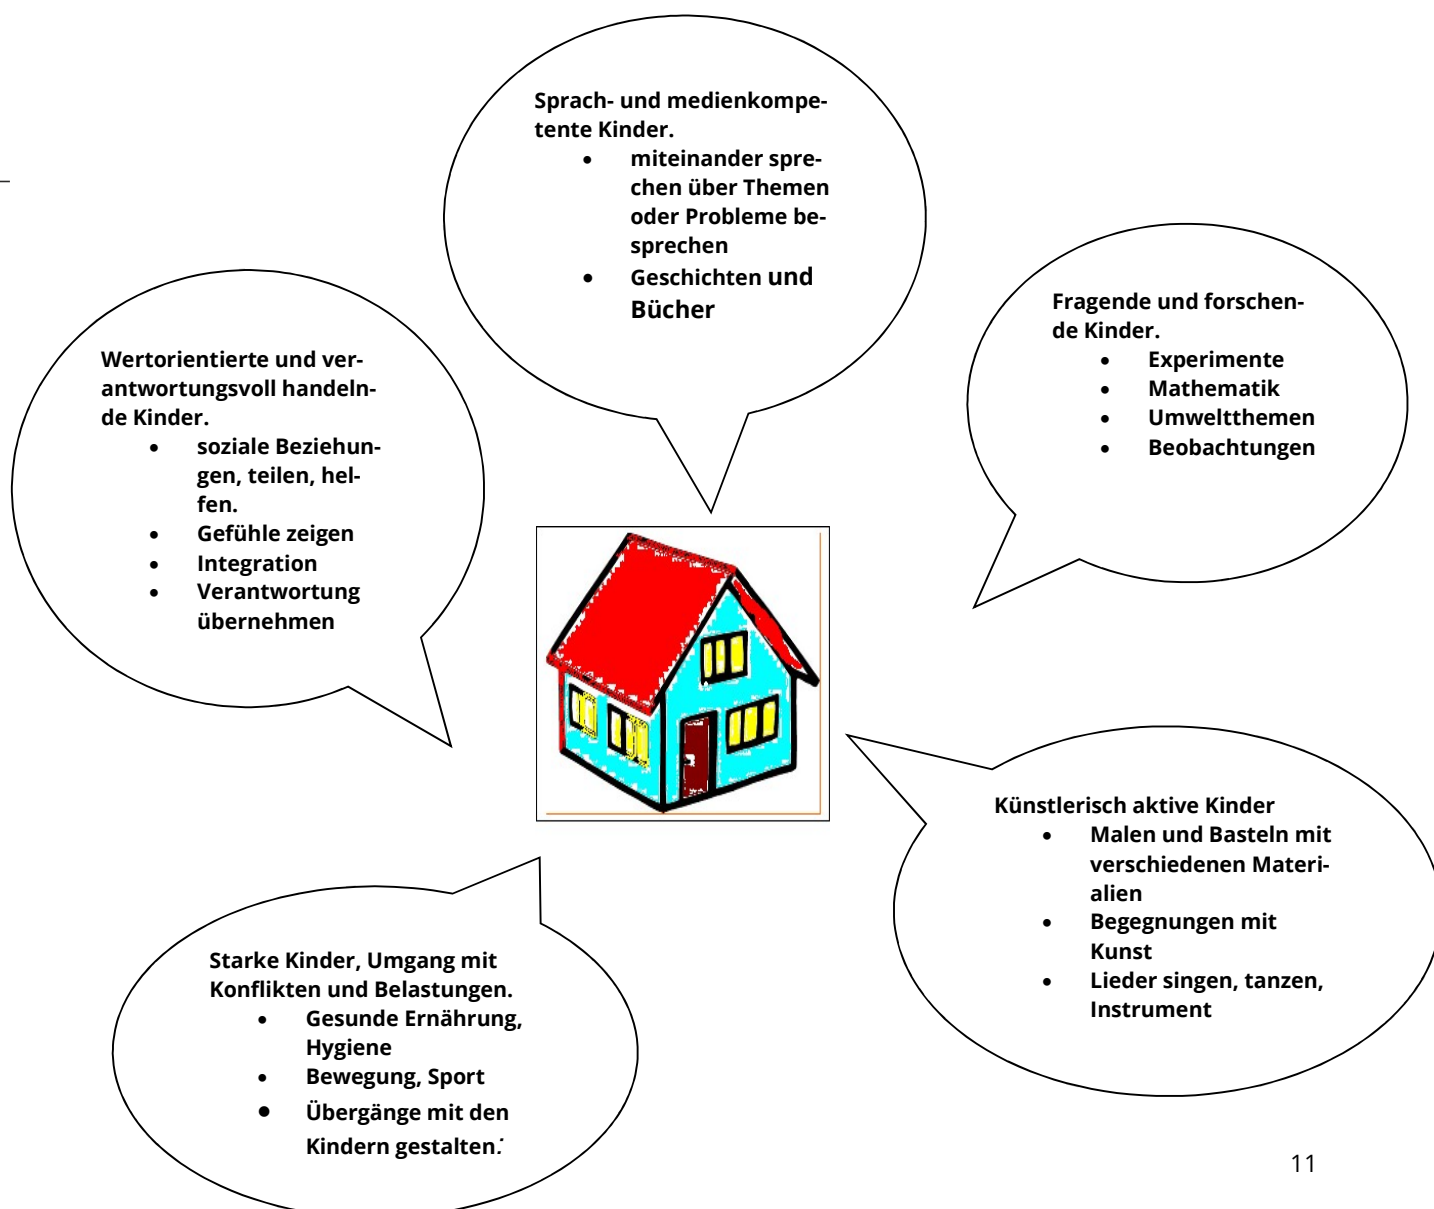 Sprach- und medienkompe-
tente Kinder.
• miteinander spre-
chen über Themen
oder Probleme be-
sprechen
• Geschichten und
Bücher
Fragende und forschen-
de Kinder.
• Experimente
• Mathematik
• Umweltthemen
• Beobachtungen
Wertorientierte und ver-
antwortungsvoll handeln-
de Kinder.
• soziale Beziehun-
gen, teilen, hel-
fen.
• Gefühle zeigen
• Integration
• Verantwortung
übernehmen
Künstlerisch aktive Kinder
• Malen und Basteln mit
verschiedenen Materi-
alien
• Begegnungen mit
Kunst
• Lieder singen, tanzen,
Instrument
Starke Kinder, Umgang mit
Konflikten und Belastungen.
• Gesunde Ernährung,
Hygiene
• Bewegung, Sport
• Übergänge mit den
Kindern gestalten.
11